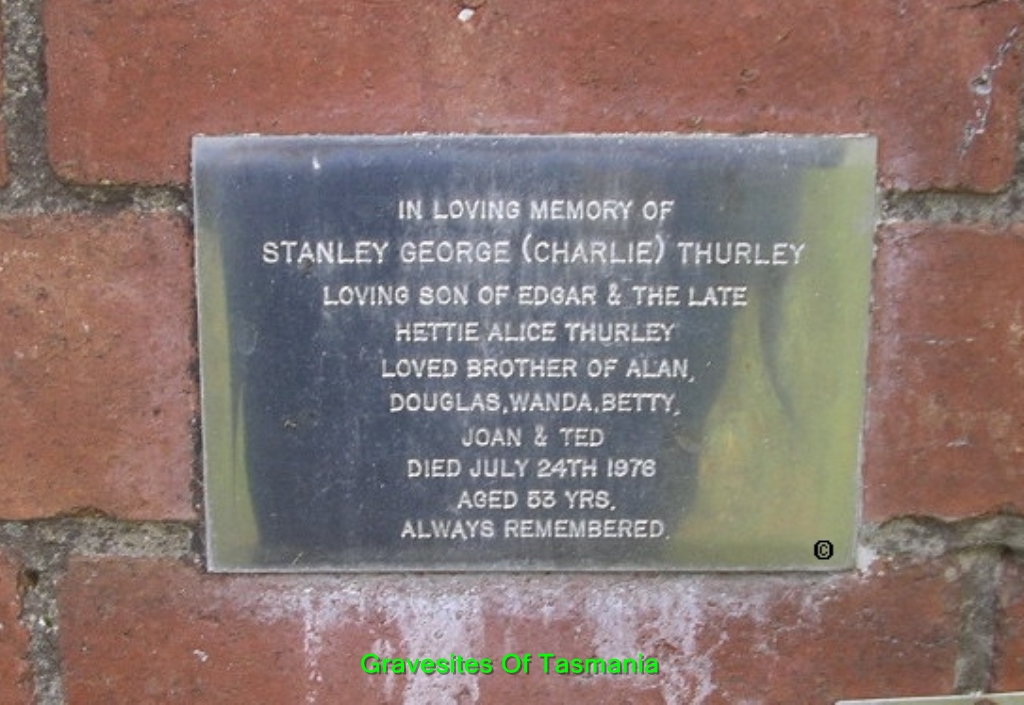 IN LOVING MEMORY OF
STANLEY GEORGE (CHARLIE) THURLEY
LOVING SON OF EDGAR & THE LATE
HETTIE ALICE THURLEY
LOVED BROTHER OF ALAN,
DOUGLAS, WANDA, BETTY,
JOAN & TED
DIED JULY 24TH 1976
AGED 53 YRS.
ALWAYS REMEMBERED.
©
Gravesites Of Tasmania